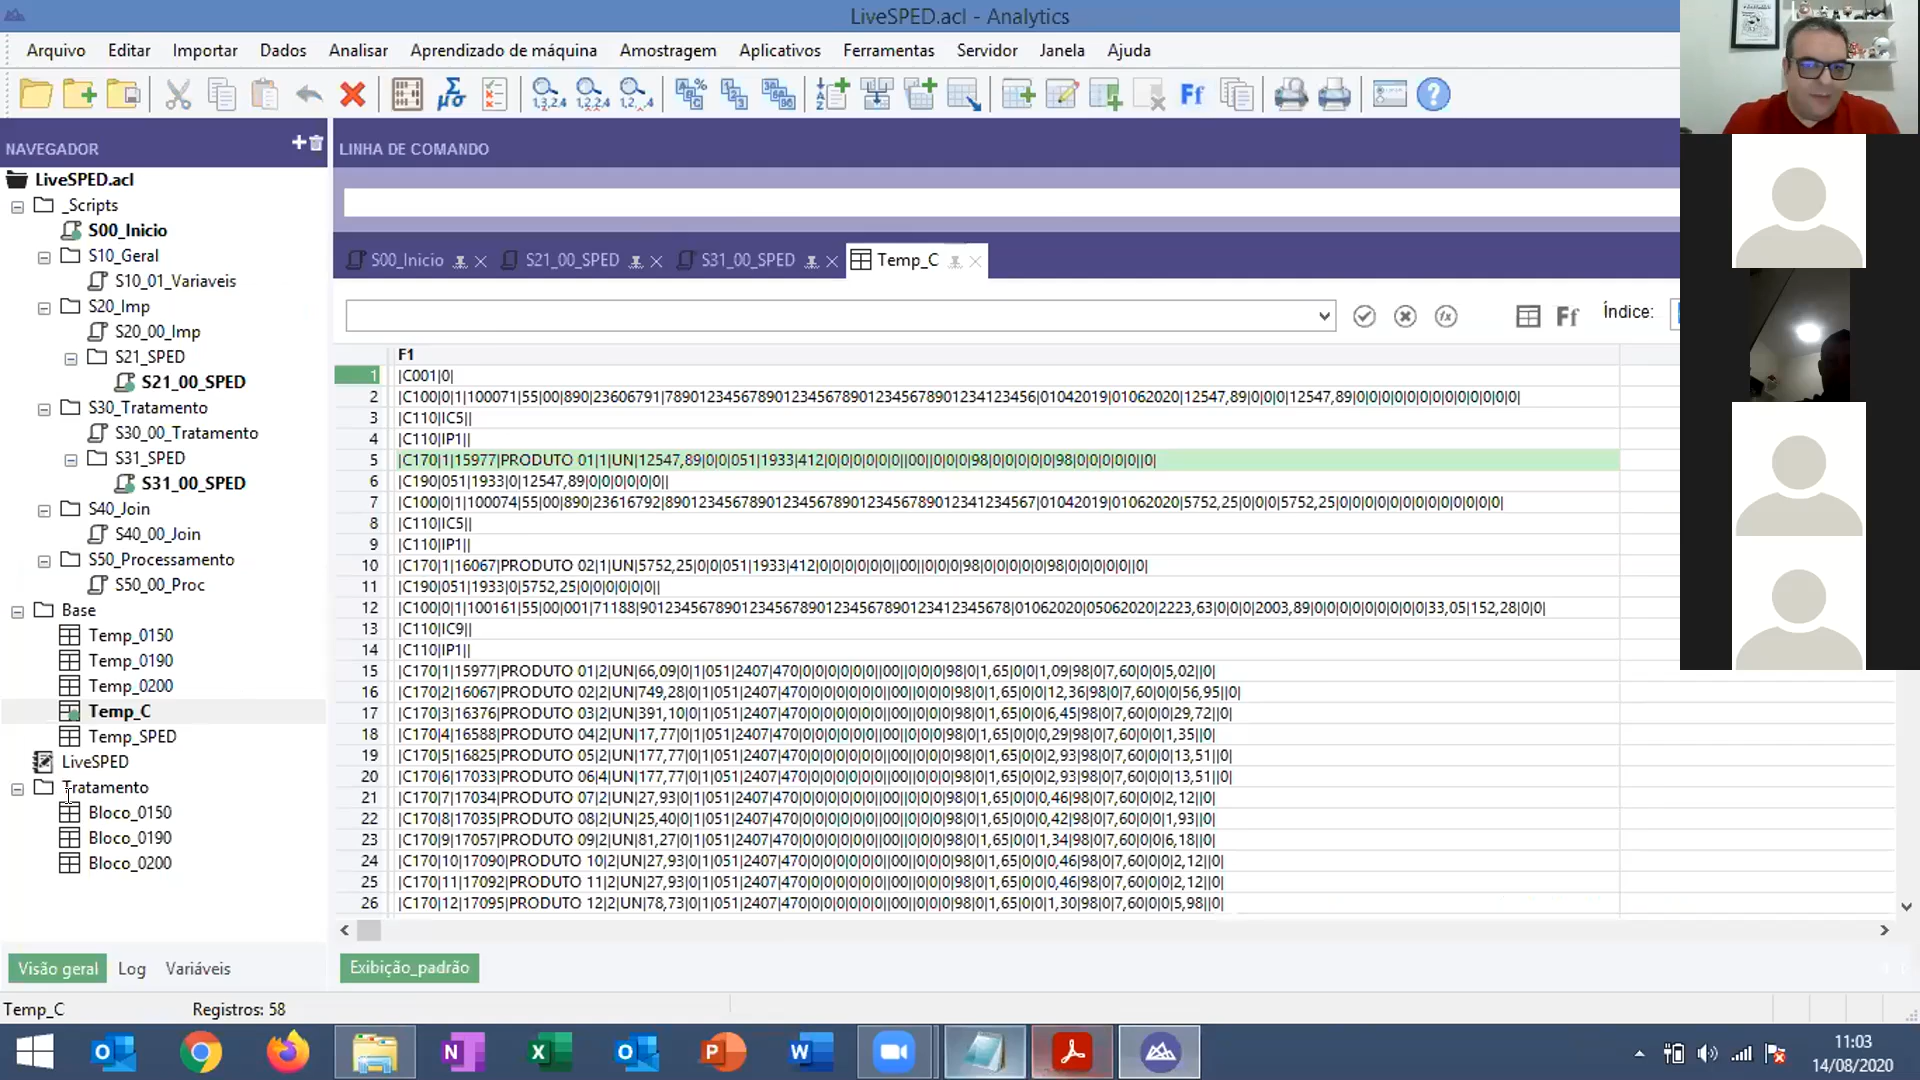 LiveSPED.acl - Analytics
Arquivo Editar Importar Dados Analisar Aprendizado de máquina Amostragem Aplicativos Ferramentas Servidor Janela Ajuda
NAVEGADOR
LiveSPED.acl
_Scripts
S00_Inicio
S10_Geral
S10_01_Variaveis
S20_Imp
S20_00_Imp
S21_SPED
S21_00_SPED
S30_Tratamento
S30_00_Tratamento
S31_SPED
S31_00_SPED
S40_Join
S40_00_Join
S50_Processamento
S50_00_Proc
Base
Temp_0150
Temp_0190
Temp_0200
Temp_C
Temp_SPED
LiveSPED
Tratamento
Bloco_0150
Bloco_0190
Bloco_0200
Visão geral Log Variáveis
LINHA DE COMANDO
S00_Inicio S21_00_SPED S31_00_SPED Temp_C
Ff Índice:
F1
1 |C001|0|
2 |C100|0|1|100071|55|00|890|23606791|78901234567890123456789012345678901234123456|01042019|01062020|12547,89|0|0|0|12547,89|0|0|0|0|0|0|0|0|0|0|0|0|
3 |C110|IC5||
4 |C110|IP1||
5 |C170|1|15977|PRODUTO 01|1|UN|12547,89|0|0|051|1933|412|0|0|0|0|0|0||00||0|0|0|98|0|0|0|0|0|98|0|0|0|0|0||0|
6 |C190|051|1933|0|12547,89|0|0|0|0|0|0||
7 |C100|0|1|100074|55|00|890|23616792|89012345678901234567890123456789012341234567|01042019|01062020|5752,25|0|0|0|5752,25|0|0|0|0|0|0|0|0|0|0|0|0|
8 |C110|IC5||
9 |C110|IP1||
10 |C170|1|16067|PRODUTO 02|1|UN|5752,25|0|0|051|1933|412|0|0|0|0|0|0||00||0|0|0|98|0|0|0|0|0|98|0|0|0|0|0||0|
11 |C190|051|1933|0|5752,25|0|0|0|0|0|0||
12 |C100|0|1|100161|55|00|001|71188|90123456789012345678901234567890123412345678|01062020|05062020|2223,63|0|0|0|2003,89|0|0|0|0|0|0|0|0|33,05|152,28|0|0|
13 |C110|IC9||
14 |C110|IP1||
15 |C170|1|15977|PRODUTO 01|2|UN|66,09|0|1|051|2407|470|0|0|0|0|0|0||00||0|0|0|98|0|1,65|0|0|1,09|98|0|7,60|0|0|5,02||0|
16 |C170|2|16067|PRODUTO 02|2|UN|749,28|0|1|051|2407|470|0|0|0|0|0|0||00||0|0|0|98|0|1,65|0|0|12,36|98|0|7,60|0|0|56,95||0|
17 |C170|3|16376|PRODUTO 03|2|UN|391,10|0|1|051|2407|470|0|0|0|0|0|0||00||0|0|0|98|0|1,65|0|0|6,45|98|0|7,60|0|0|29,72||0|
18 |C170|4|16588|PRODUTO 04|2|UN|17,77|0|1|051|2407|470|0|0|0|0|0|0||00||0|0|0|98|0|1,65|0|0|0,29|98|0|7,60|0|0|1,35||0|
19 |C170|5|16825|PRODUTO 05|2|UN|177,77|0|1|051|2407|470|0|0|0|0|0|0||00||0|0|0|98|0|1,65|0|0|2,93|98|0|7,60|0|0|13,51||0|
20 |C170|6|17033|PRODUTO 06|4|UN|177,77|0|1|051|2407|470|0|0|0|0|0|0||00||0|0|0|98|0|1,65|0|0|2,93|98|0|7,60|0|0|13,51||0|
21 |C170|7|17034|PRODUTO 07|2|UN|27,93|0|1|051|2407|470|0|0|0|0|0|0||00||0|0|0|98|0|1,65|0|0|0,46|98|0|7,60|0|0|2,12||0|
22 |C170|8|17035|PRODUTO 08|2|UN|25,40|0|1|051|2407|470|0|0|0|0|0|0||00||0|0|0|98|0|1,65|0|0|0,42|98|0|7,60|0|0|1,93||0|
23 |C170|9|17057|PRODUTO 09|2|UN|81,27|0|1|051|2407|470|0|0|0|0|0|0||00||0|0|0|98|0|1,65|0|0|1,34|98|0|7,60|0|0|6,18||0|
24 |C170|10|17090|PRODUTO 10|2|UN|27,93|0|1|051|2407|470|0|0|0|0|0|0||00||0|0|0|98|0|1,65|0|0|0,46|98|0|7,60|0|0|2,12||0|
25 |C170|11|17092|PRODUTO 11|2|UN|27,93|0|1|051|2407|470|0|0|0|0|0|0||00||0|0|0|98|0|1,65|0|0|0,46|98|0|7,60|0|0|2,12||0|
26 |C170|12|17095|PRODUTO 12|2|UN|78,73|0|1|051|2407|470|0|0|0|0|0|0||00||0|0|0|98|0|1,65|0|0|1,30|98|0|7,60|0|0|5,98||0|
Exibição_padrão
Temp_C Registros: 58
11:03
14/08/2020